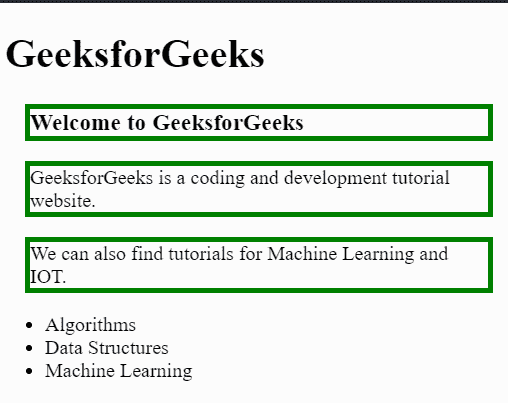 GeeksforGeeks
Welcome to GeeksforGeeks
GeeksforGeeks is a coding and development tutorial
website.
We can also find tutorials for Machine Learning and
IOT.
Algorithms
Data Structures
Machine Learning